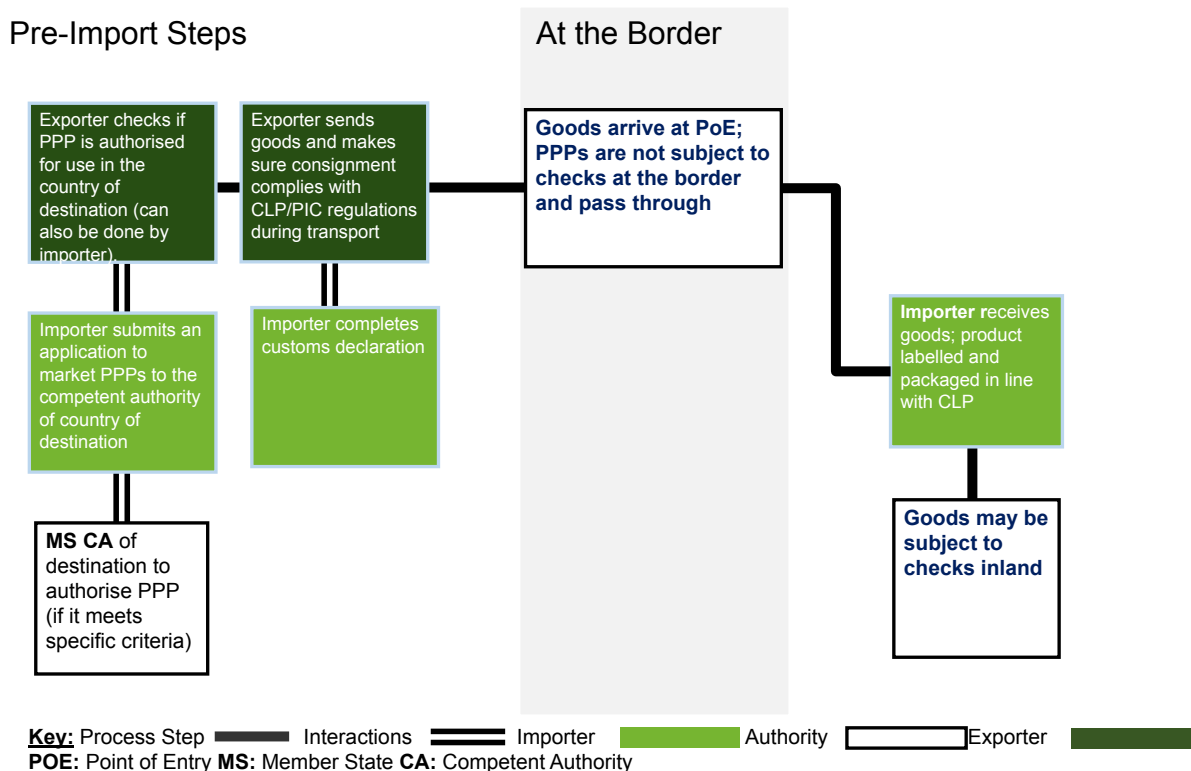 Pre-Import Steps
At the Border
Exporter checks if
PPP is authorised
for use in the
country of
destination (can
also be done by
importer).
Exporter sends
goods and makes
sure consignment
complies with
CLP/PIC regulations
during transport
Goods arrive at PoE;
PPPs are not subject to
checks at the border
and pass through
Importer submits an
application to
market PPPs to the
competent authority
of country of
destination
Importer completes
customs declaration
Importer receives
goods; product
labelled and
packaged in line
with CLP
MS CA of
destination to
authorise PPP
(if it meets
specific criteria)
Goods may be
subject to
checks inland
Key: Process Step Interactions Importer Authority Exporter
POE: Point of Entry MS: Member State CA: Competent Authority